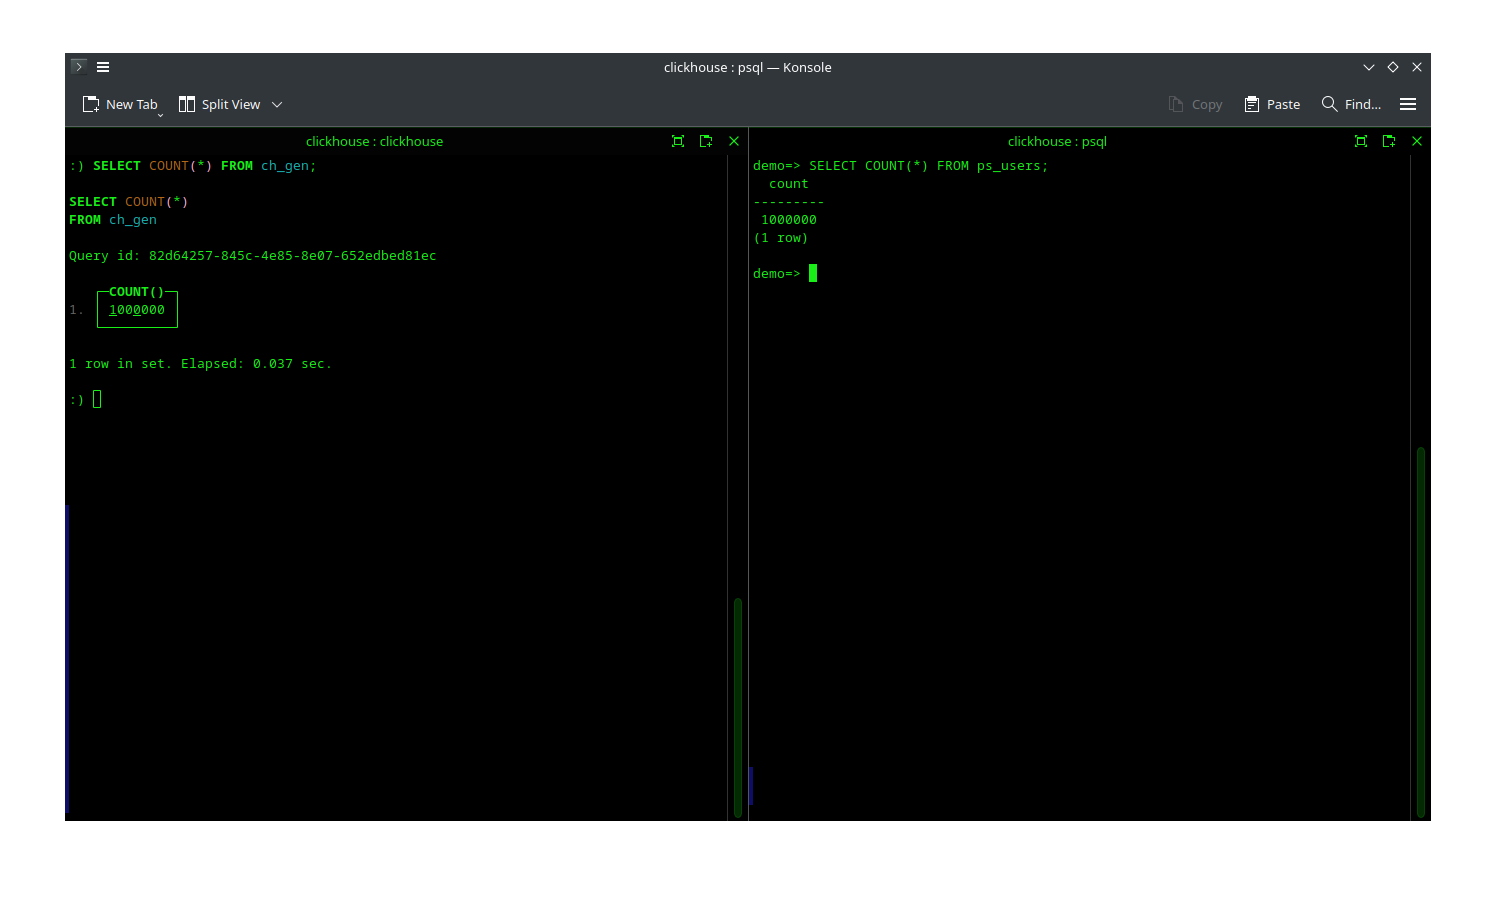 clickhouse : psql — Konsole
New Tab
Split View
Copy
Paste
Find...
clickhouse : clickhouse
:) SELECT COUNT(*) FROM ch_gen;
SELECT COUNT(*)
FROM ch_gen
Query id: 82d64257-845c-4e85-8e07-652edbed81ec
COUNT()
1. 1000000
1 row in set. Elapsed: 0.037 sec.
:)
clickhouse : psql
demo=> SELECT COUNT(*) FROM ps_users;
count
---------
1000000
(1 row)
demo=>